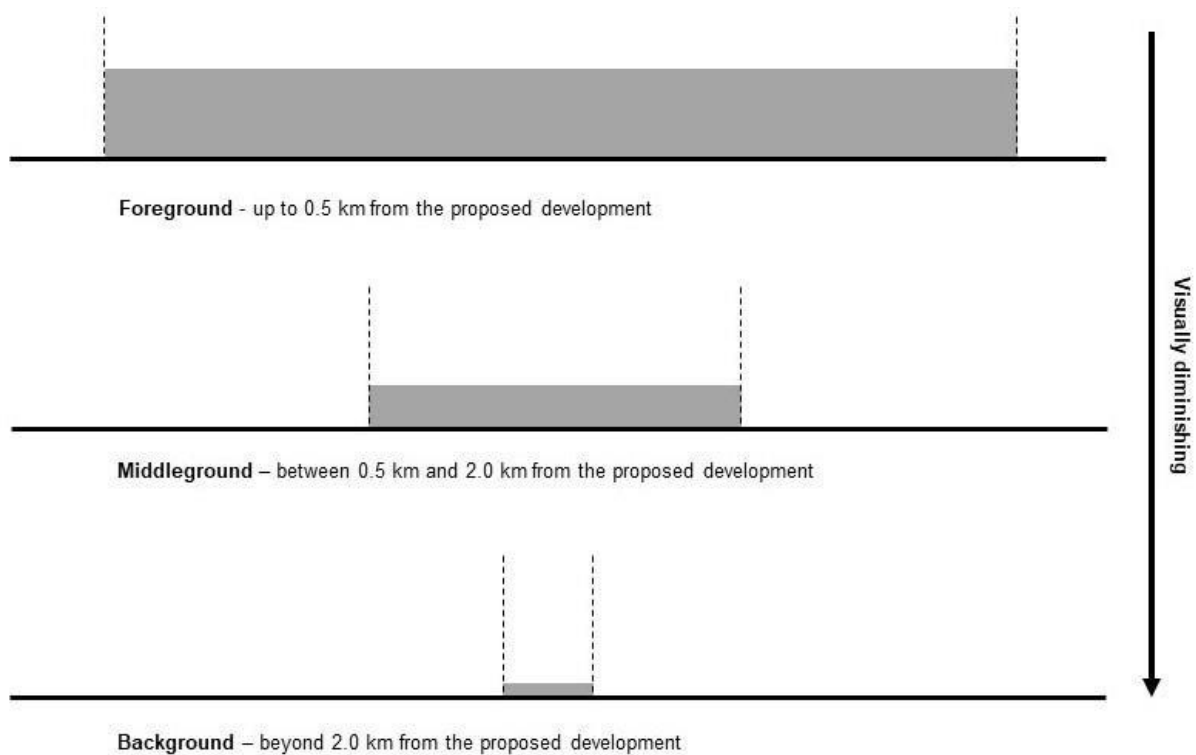 Foreground - up to 0.5 km from the proposed development
Middleground – between 0.5 km and 2.0 km from the proposed development
Background – beyond 2.0 km from the proposed development
Visually diminishing